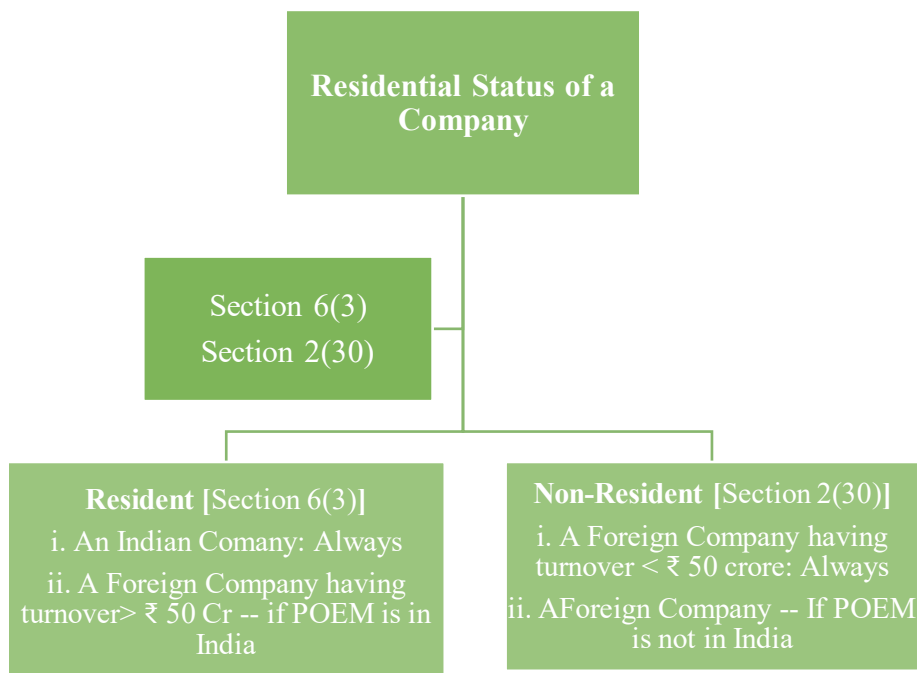 Residential Status of a
Company
Section 6(3)
Section 2(30)
Resident [Section 6(3)]
i. An Indian Comany: Always
ii. A Foreign Company having
turnover> ₹ 50 Cr -- if POEM is in
India
Non-Resident [Section 2(30)]
i. A Foreign Company having
turnover < ₹ 50 crore: Always
ii. AForeign Company -- If POEM
is not in India